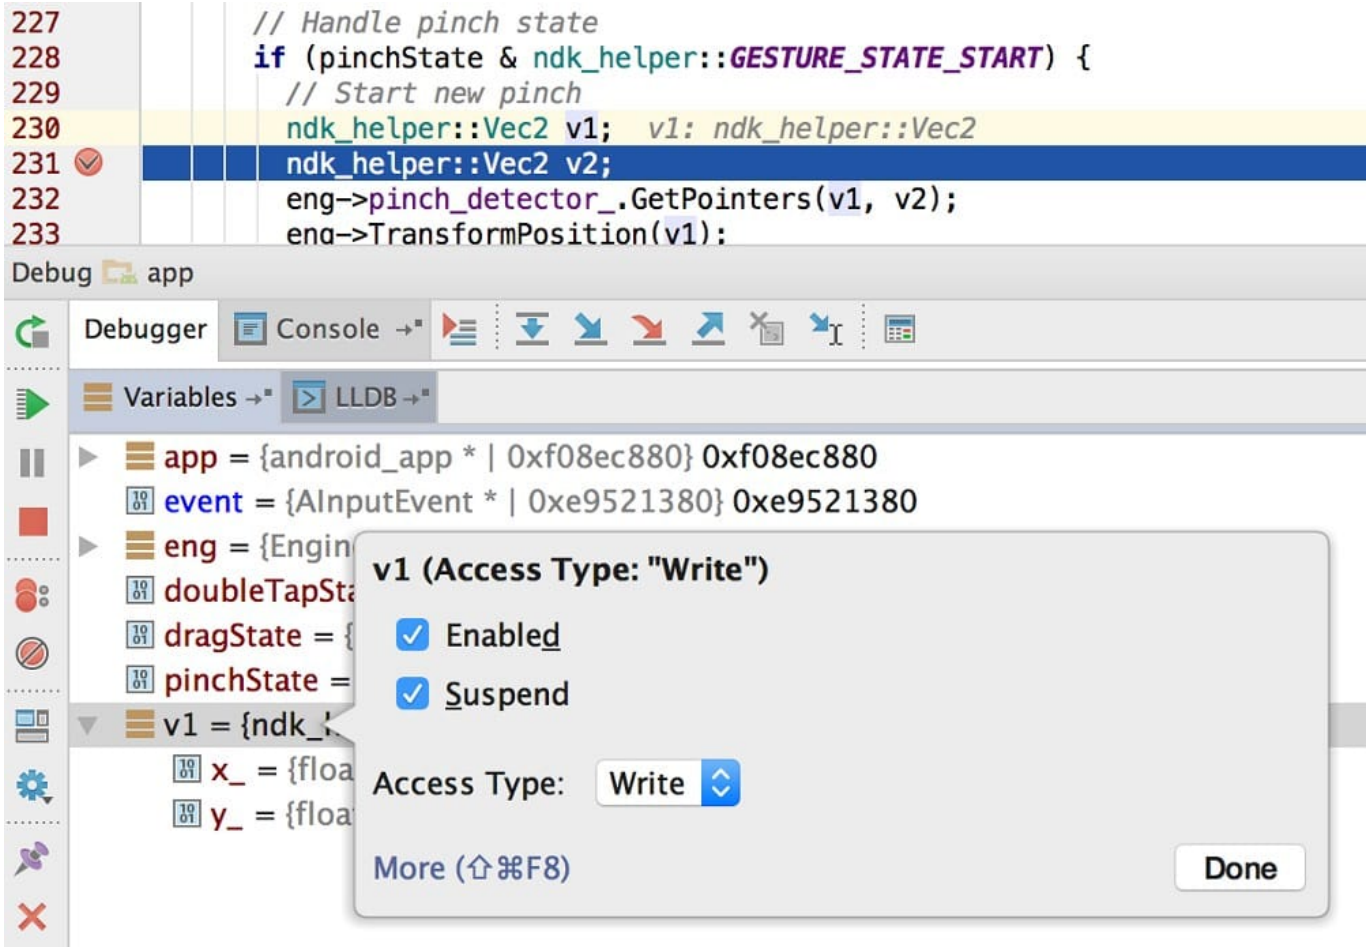 227 // Handle pinch state
228 if (pinchState & ndk_helper::GESTURE_STATE_START) {
229 // Start new pinch
230 ndk_helper::Vec2 v1; v1: ndk_helper::Vec2
231 ndk_helper::Vec2 v2;
232 eng->pinch_detector_.GetPointers(v1, v2);
233 eng->TransformPosition(v1);
Debug app
Debugger Console
Variables LLDB
app = {android_app * | 0xf08ec880} 0xf08ec880
event = {AInputEvent * | 0xe9521380} 0xe9521380
eng = {Engin
doubleTapSta
dragState = {
pinchState =
v1 = {ndk_h
x_ = {floa
y_ = {floa
v1 (Access Type: "Write")
Enabled
Suspend
Access Type: Write
More (⇧⌘F8)
Done